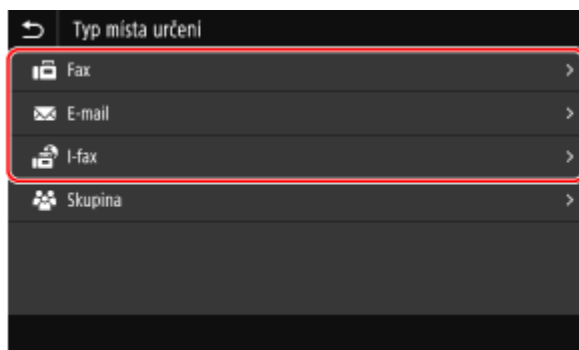 Typ místa určení
Fax
E-mail
I-fax
Skupina